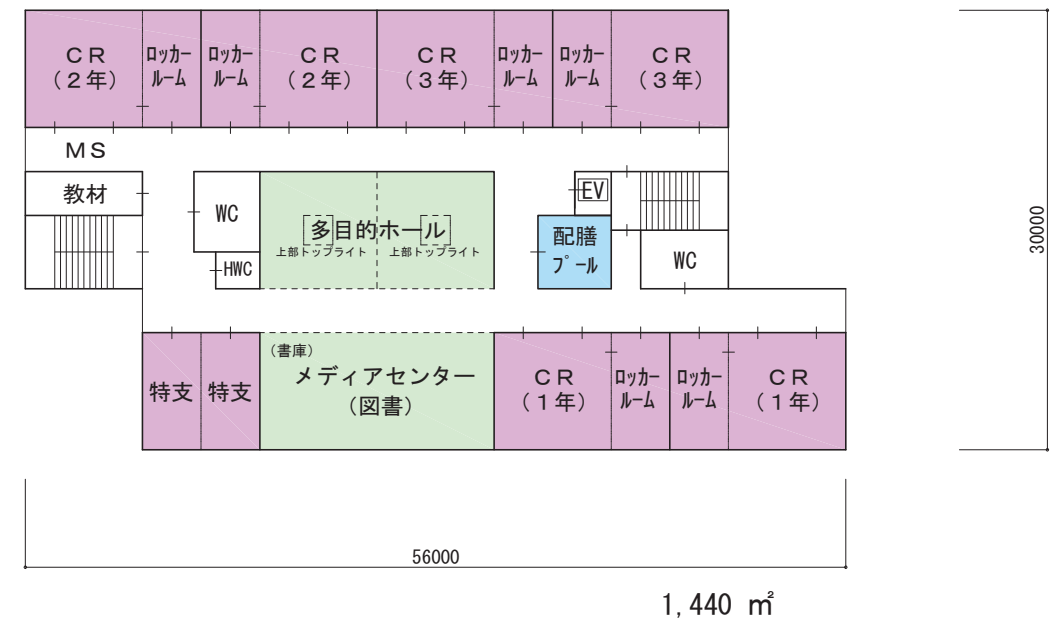 CR
(2年)
ロッカー
ルーム
ロッカー
ルーム
CR
(2年)
CR
(3年)
ロッカー
ルーム
ロッカー
ルーム
CR
(3年)
MS
教材
WC
HWC
多目的ホール
上部トップライト
上部トップライト
EV
配膳
プール
WC
30000
特支
特支
(書庫)
メディアセンター
(図書)
CR
(1年)
ロッカー
ルーム
ロッカー
ルーム
CR
(1年)
56000
1,440 ㎡